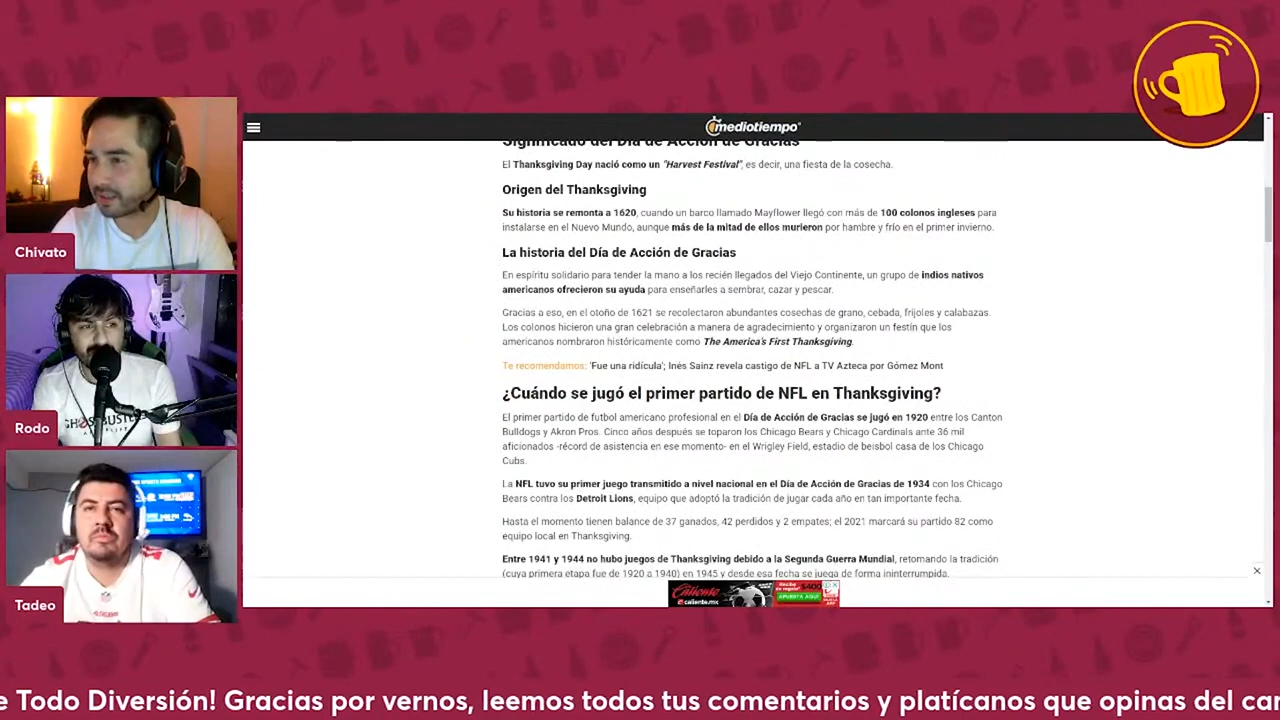 mediotiempo
Significado del Día de Acción de Gracias
El Thanksgiving Day nació como un "Harvest Festival", es decir, una fiesta de la cosecha.
Origen del Thanksgiving
Su historia se remonta a 1620, cuando un barco llamado Mayflower llegó con más de 100 colonos ingleses para
instalarse en el Nuevo Mundo, aunque más de la mitad de ellos murieron por hambre y frío en el primer invierno.
La historia del Día de Acción de Gracias
En espíritu solidario para tender la mano a los recién llegados del Viejo Continente, un grupo de indios nativos
americanos ofrecieron su ayuda para enseñarles a sembrar, cazar y pescar.
Gracias a eso, en el otoño de 1621 se recolectaron abundantes cosechas de grano, cebada, frijoles y calabazas.
Los colonos hicieron una gran celebración a manera de agradecimiento y organizaron un festín que los
americanos nombraron históricamente como The America's First Thanksgiving.
Te recomendamos: 'Fue una ridícula'; Inés Sainz revela castigo de NFL a TV Azteca por Gómez Mont
¿Cuándo se jugó el primer partido de NFL en Thanksgiving?
El primer partido de futbol americano profesional en el Día de Acción de Gracias se jugó en 1920 entre los Canton
Bulldogs y Akron Pros. Cinco años después se toparon los Chicago Bears y Chicago Cardinals ante 36 mil
aficionados -récord de asistencia en ese momento- en el Wrigley Field, estadio de beisbol casa de los Chicago
Cubs.
La NFL tuvo su primer juego transmitido a nivel nacional en el Día de Acción de Gracias de 1934 con los Chicago
Bears contra los Detroit Lions, equipo que adoptó la tradición de jugar cada año en tan importante fecha.
Hasta el momento tienen balance de 37 ganados, 42 perdidos y 2 empates; el 2021 marcará su partido 82 como
equipo local en Thanksgiving.
Entre 1941 y 1944 no hubo juegos de Thanksgiving debido a la Segunda Guerra Mundial, retomando la tradición
(cuya primera etapa fue de 1920 a 1940) en 1945 y desde esa fecha se juega de forma ininterrumpida.
Caliente
caliente.mx
$400
APUESTA AQUÍ
Chivato
Rodo
GHOSTBUSTERS
Tadeo
e Todo Diversión! Gracias por vernos, leemos todos tus comentarios y platícanos que opinas del car